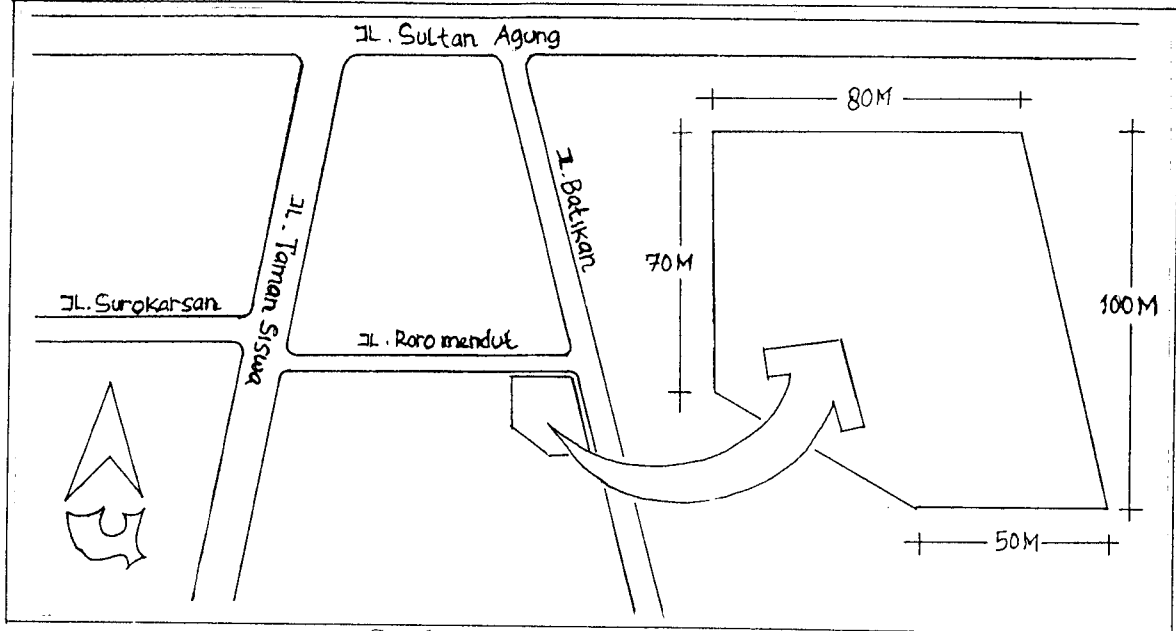 JL. Sultan Agung
80M
JL. Batikan
JL. Taman Siswa
70M
100M
JL. Surokarsan
JL. Roro mendut
50M